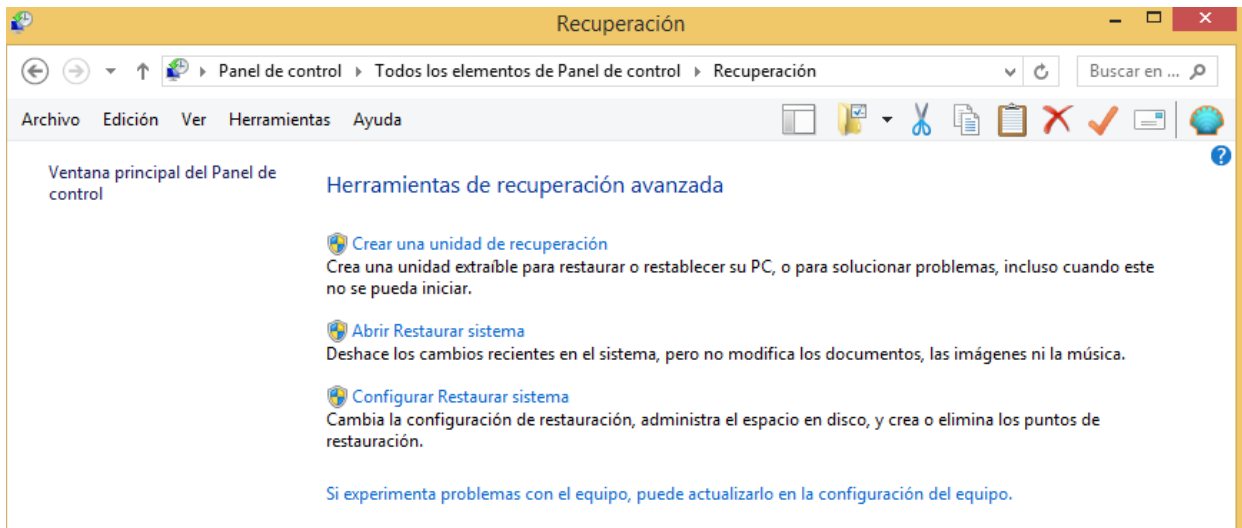 Recuperación
Panel de control Todos los elementos de Panel de control Recuperación Buscar en ...
Archivo Edición Ver Herramientas Ayuda
Ventana principal del Panel de
control
Herramientas de recuperación avanzada
Crear una unidad de recuperación
Crea una unidad extraíble para restaurar o restablecer su PC, o para solucionar problemas, incluso cuando este
no se pueda iniciar.
Abrir Restaurar sistema
Deshace los cambios recientes en el sistema, pero no modifica los documentos, las imágenes ni la música.
Configurar Restaurar sistema
Cambia la configuración de restauración, administra el espacio en disco, y crea o elimina los puntos de
restauración.
Si experimenta problemas con el equipo, puede actualizarlo en la configuración del equipo.